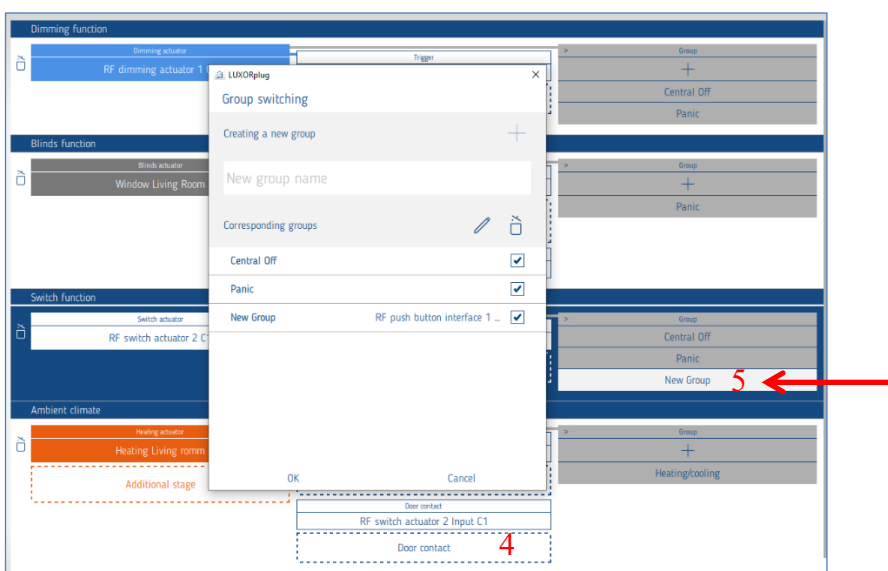 Dimming function
Dimming actuator
RF dimming actuator 1
Trigger
> Group
+
Central Off
Panic
LUXORplug
Group switching
Creating a new group
New group name
Corresponding groups
Central Off
Panic
New Group RF push button interface 1 ...
OK Cancel
Blinds function
Blinds actuator
Window Living Room
> Group
+
Panic
Switch function
Switch actuator
RF switch actuator 2 C
> Group
Central Off
Panic
New Group 5
Ambient climate
Heating actuator
Heating Living romm
Additional stage
> Group
+
Heating/cooling
Door contact
RF switch actuator 2 Input C1
Door contact 4